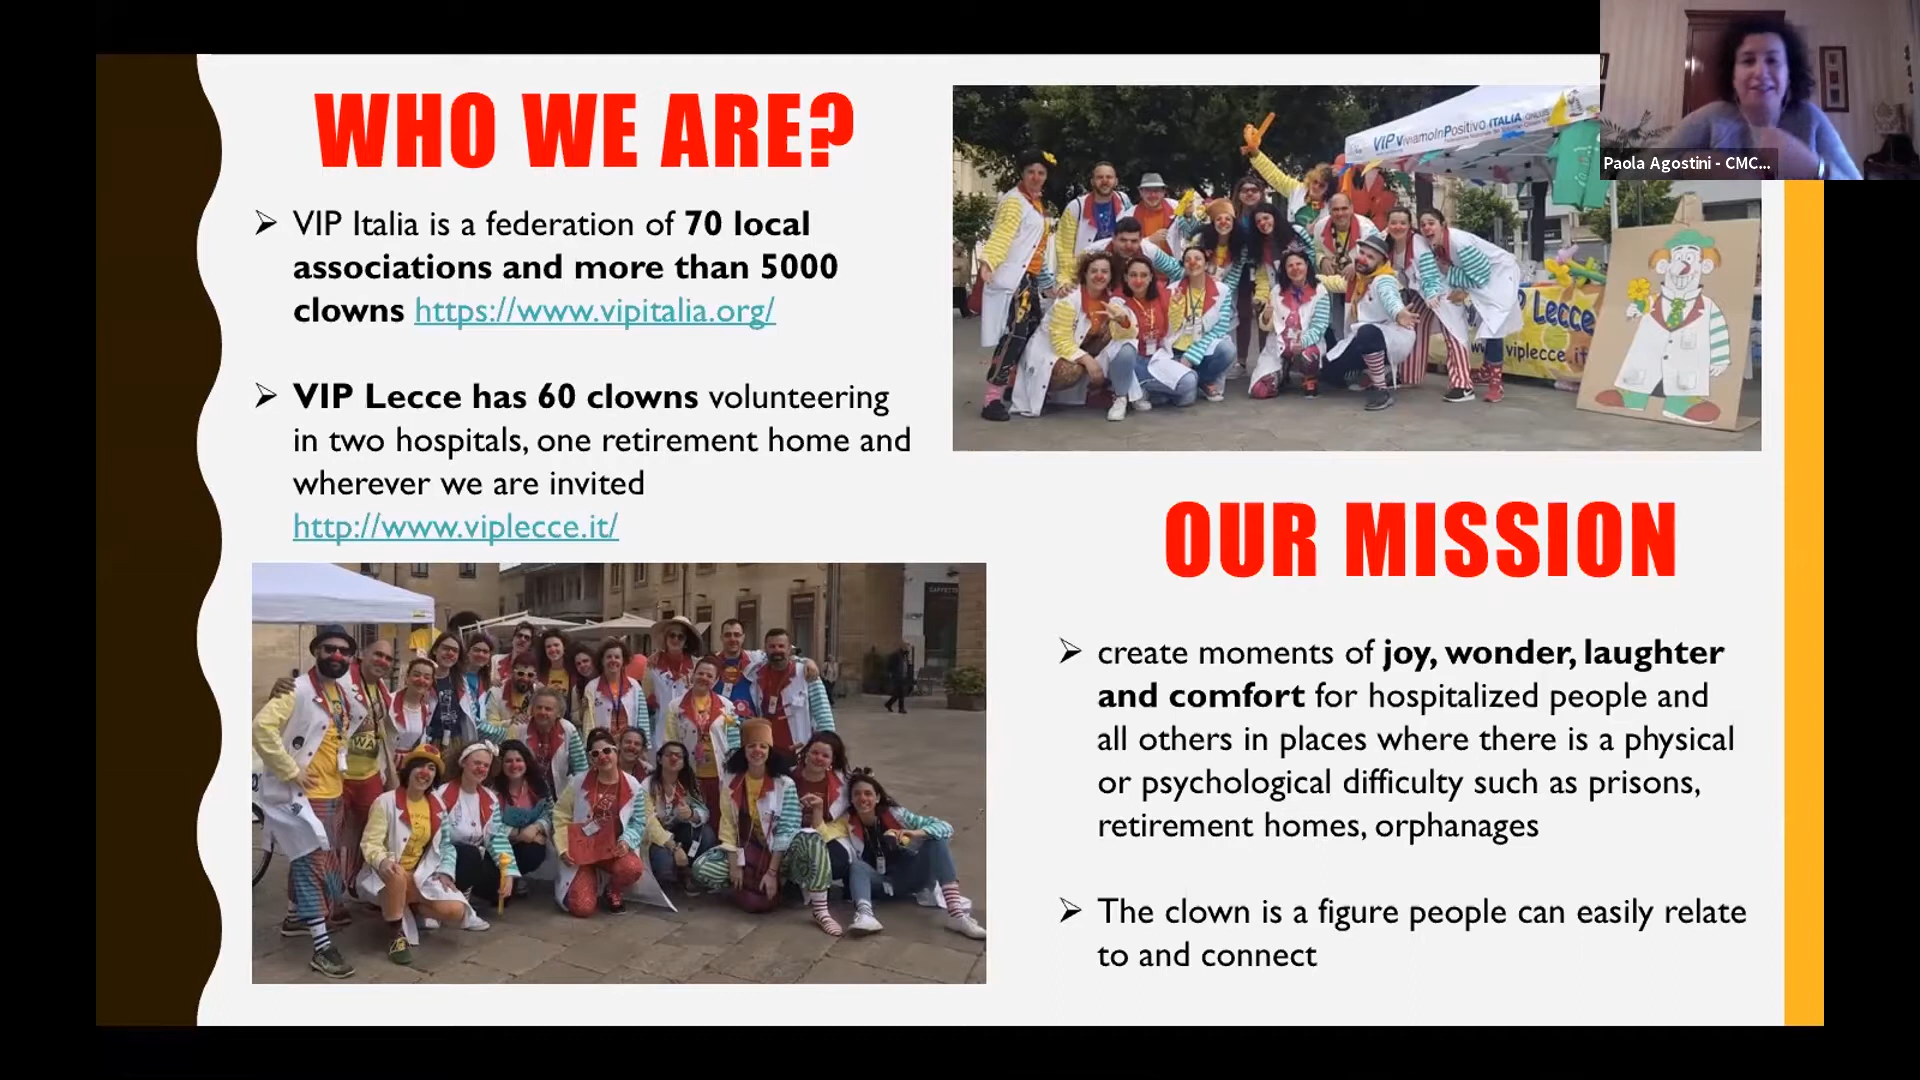 WHO WE ARE?
VIP Italia is a federation of 70 local
associations and more than 5000
clowns https://www.vipitalia.org/
VIP Lecce has 60 clowns volunteering
in two hospitals, one retirement home and
wherever we are invited
http://www.viplecce.it/
VIP ViviamoInPositivo ITALIA ONLUS
Lecce
viplecce.it
Paola Agostini - CMC...
OUR MISSION
create moments of joy, wonder, laughter
and comfort for hospitalized people and
all others in places where there is a physical
or psychological difficulty such as prisons,
retirement homes, orphanages
The clown is a figure people can easily relate
to and connect